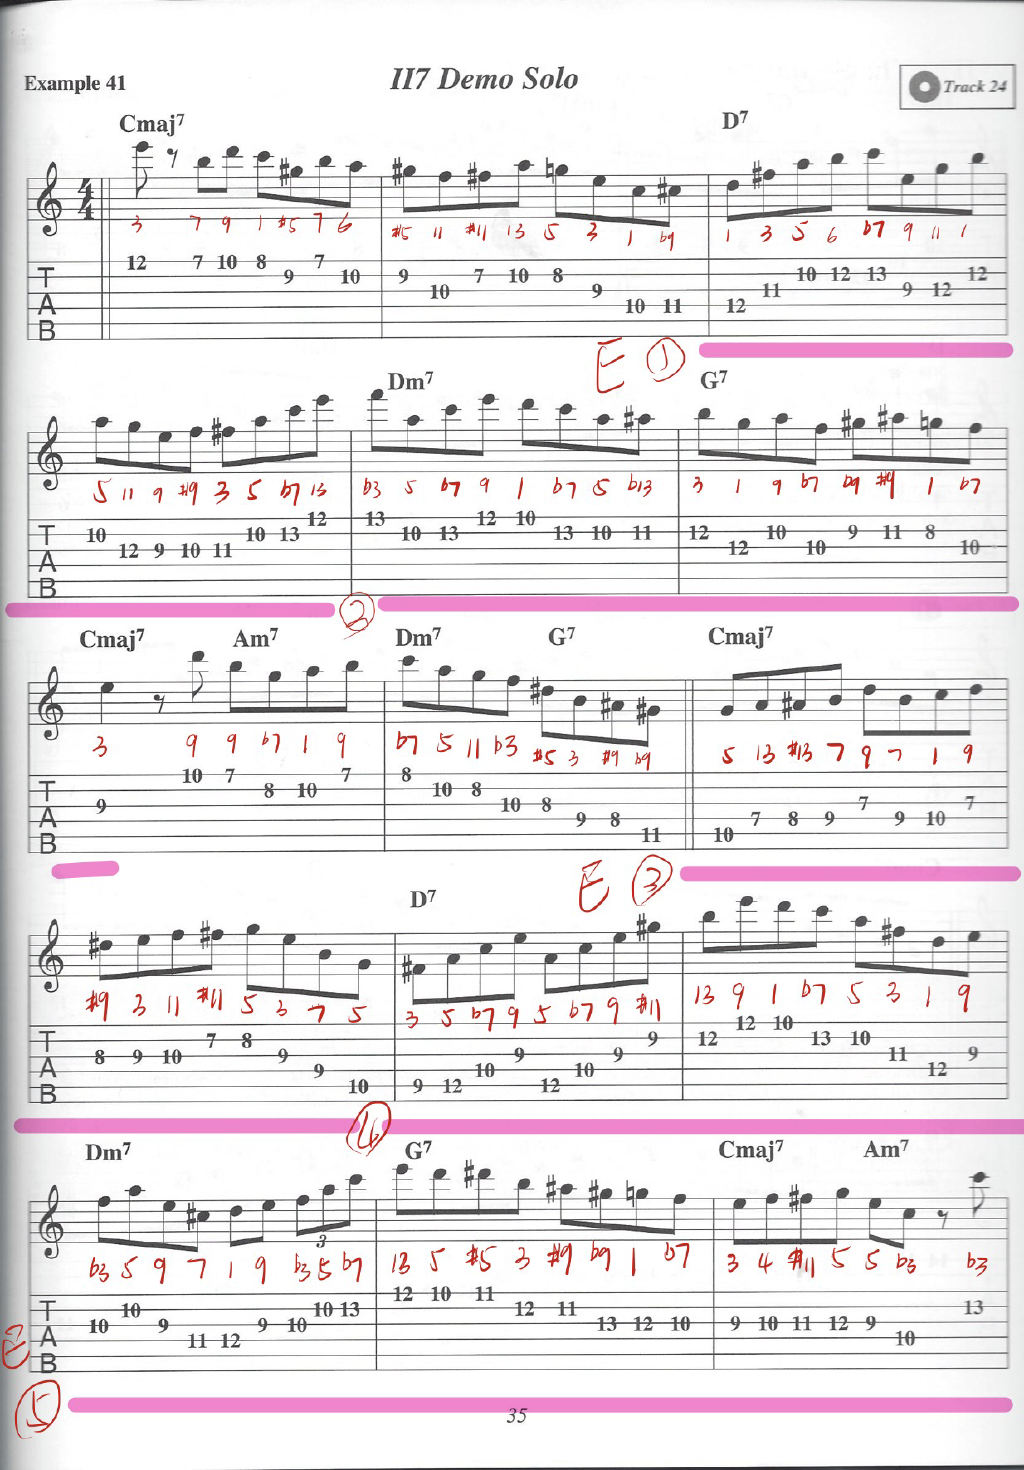 Example 41
II7 Demo Solo
Track 24
Cmaj7 D7
4
4
3 7 9 1 #5 7 6 #5 11 #11 13 5 3 1 b9 1 3 5 6 b7 9 11 1
T 12 7 10 8 9 7 10 9 10 7 10 8 9 10 11 12 11 10 12 13 9 12 12
A
B
E ①
Dm7 G7
5 11 9 #9 3 5 b7 13 b3 5 b7 9 1 b7 5 b13 3 1 9 b7 b9 #9 1 b7
T 10 12 9 10 11 10 13 12 13 10 13 12 10 13 10 11 12 12 10 10 9 11 8 10
A
B
②
Cmaj7 Am7 Dm7 G7 Cmaj7
3 9 9 b7 1 9 b7 5 11 b3 #5 3 #9 b9 5 13 #13 7 9 7 1 9
T 9 10 7 8 10 7 8 10 8 10 8 9 8 11 10 7 8 9 7 9 10 7
A
B
E ③
D7
#9 3 11 #11 5 3 7 5 3 5 b7 9 5 b7 9 #11 13 9 1 b7 5 3 1 9
T 8 9 10 7 8 9 9 10 9 12 10 9 12 10 9 9 12 12 10 13 10 11 12 9
A
B
④
Dm7 G7 Cmaj7 Am7
3
b3 5 9 7 1 9 b3 5 b7 13 5 #5 3 #9 b9 1 b7 3 4 #11 5 5 b3 b3
T 10 10 9 11 12 9 10 10 13 12 10 11 12 11 13 12 10 9 10 11 12 9 10 13
A
B
E
⑤
35